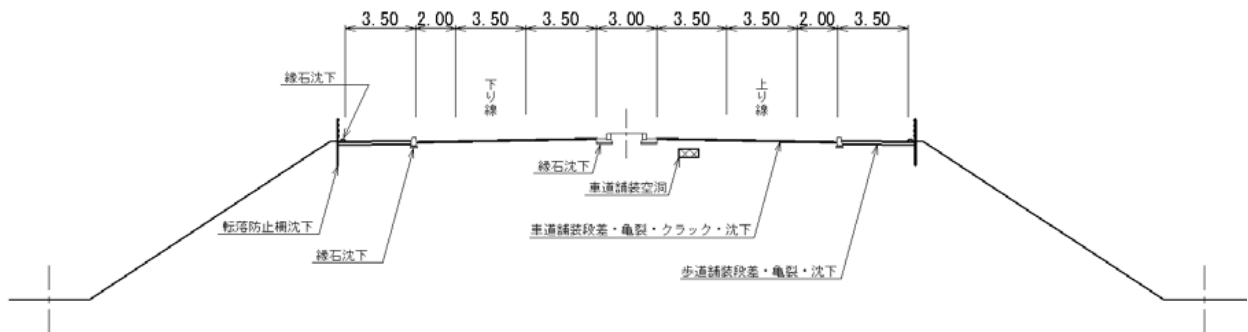 3.50 2.00 3.50 3.50 3.00 3.50 3.50 2.00 3.50
縁石沈下
下り線
上り線
縁石沈下
車道舗装空洞
転落防止柵沈下
車道舗装段差・亀裂・クラック・沈下
縁石沈下
歩道舗装段差・亀裂・沈下